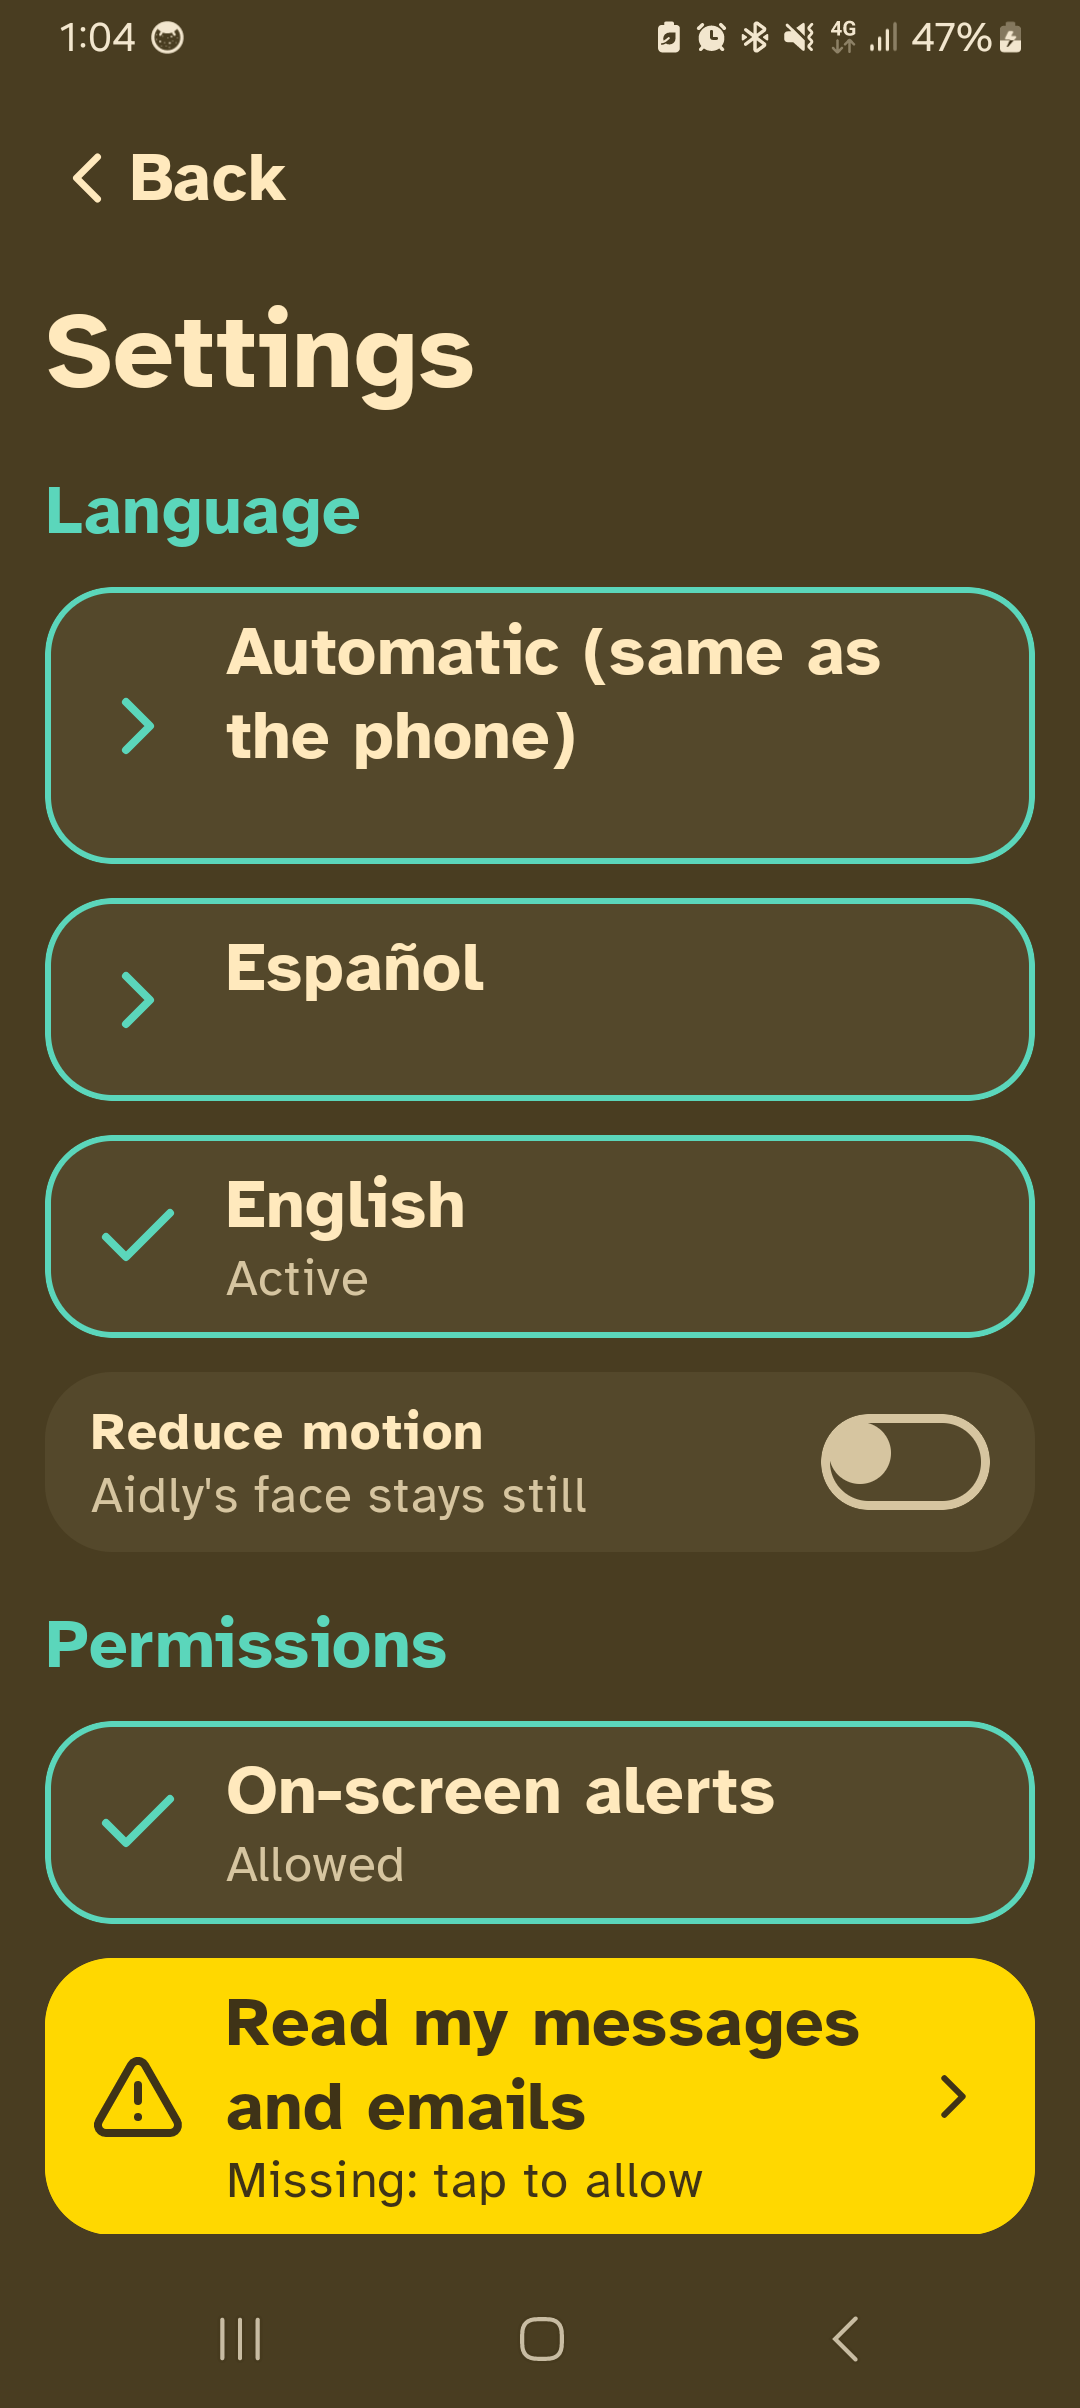 1:04
4G
47%
Back
Settings
Language
Automatic (same as
the phone)
Español
English
Active
Reduce motion
Aidly's face stays still
Permissions
On-screen alerts
Allowed
Read my messages
and emails
Missing: tap to allow